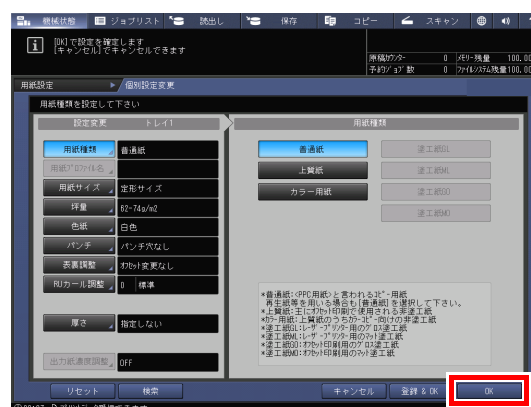 機械状態 ジョブリスト 読出し 保存 コピー スキャン
[OK]で設定を確定します
[キャンセル]でキャンセルできます
原稿カウンター 0 メモリー残量 100.00
予約ジョブ数 0 ファイルシステム残量100.00
用紙設定 個別設定変更
用紙種類を設定して下さい
設定変更 トレイ1 用紙種類
用紙種類 普通紙 普通紙 塗工紙GL
用紙プロファイル名 上質紙 塗工紙ML
用紙サイズ 定形サイズ カラー用紙 塗工紙GO
坪量 62-74g/m2 塗工紙MO
色紙 白色
パンチ パンチ穴なし
表裏調整 オフセット変更なし
RUカール調整 0 標準
*普通紙:<PPC用紙>と言われるコピー用紙
再生紙等を用いる場合も[普通紙]を選択して下さい。
*上質紙:主にオフセット印刷で使用される非塗工紙
*カラー用紙:上質紙のうちカラーコピー向けの非塗工紙
*塗工紙GL:レーザープリンター用のグロス塗工紙
*塗工紙ML:レーザープリンター用のマット塗工紙
*塗工紙GO:オフセット印刷用のグロス塗工紙
*塗工紙MO:オフセット印刷用のマット塗工紙
厚さ 指定しない
出力紙濃度調整 OFF
リセット 検索 キャンセル 登録 & OK OK